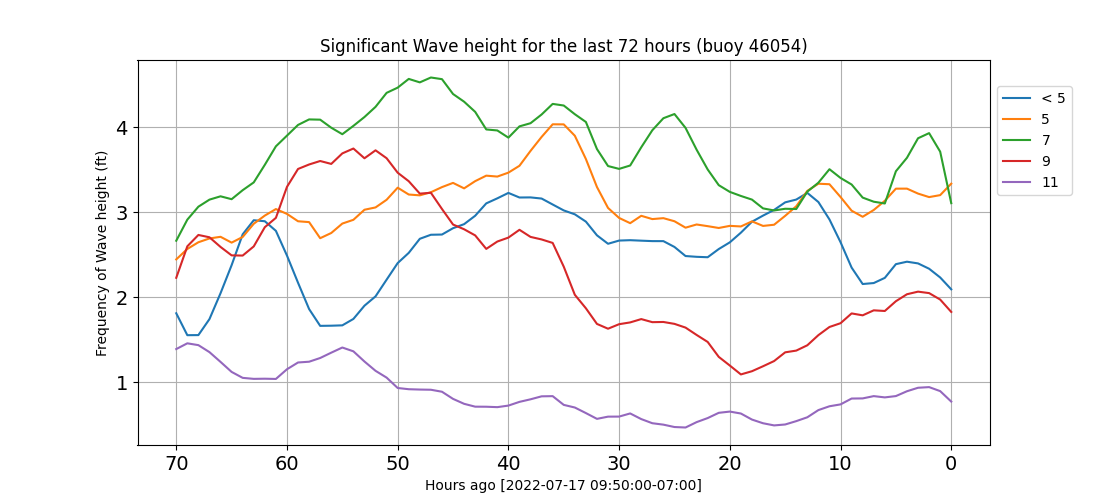 Significant Wave height for the last 72 hours (buoy 46054)
Frequency of Wave height (ft)
4
3
2
1
70 60 50 40 30 20 10 0
Hours ago [2022-07-17 09:50:00-07:00]
< 5
5
7
9
11